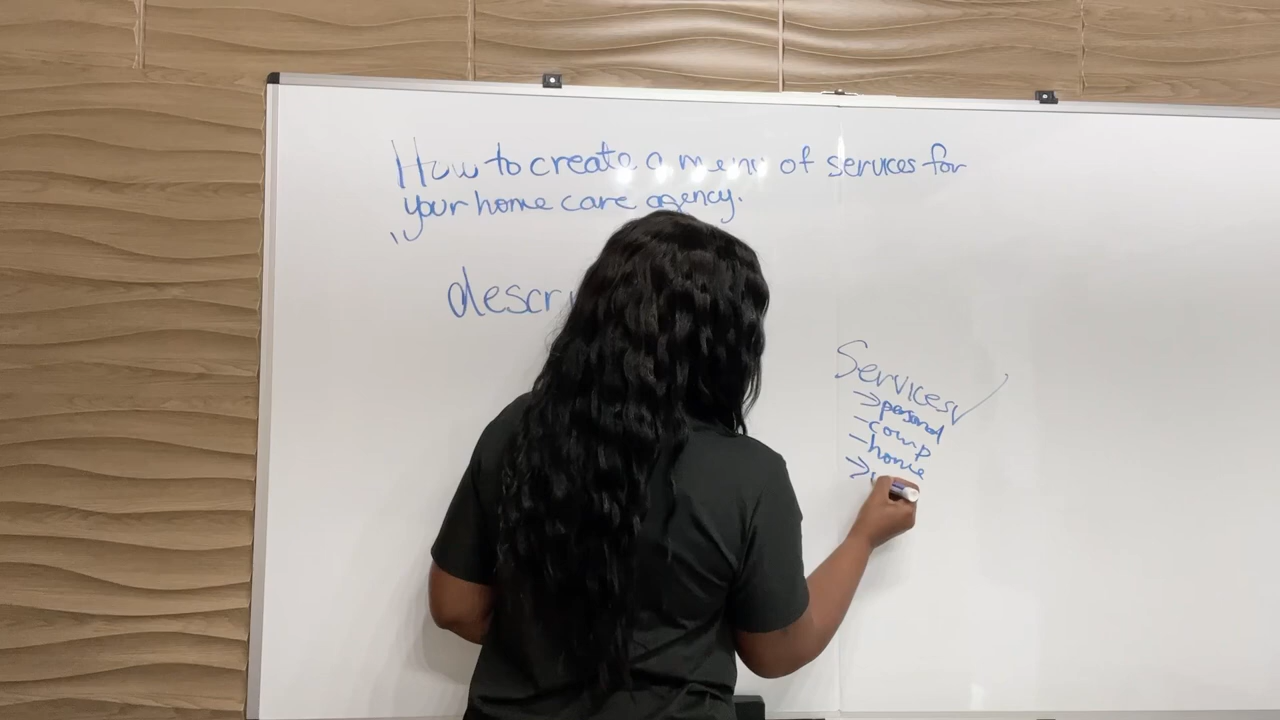 How to create a menu of services for
your home care agency.
descr
Services ✓
→ personal
- comp
- home
→